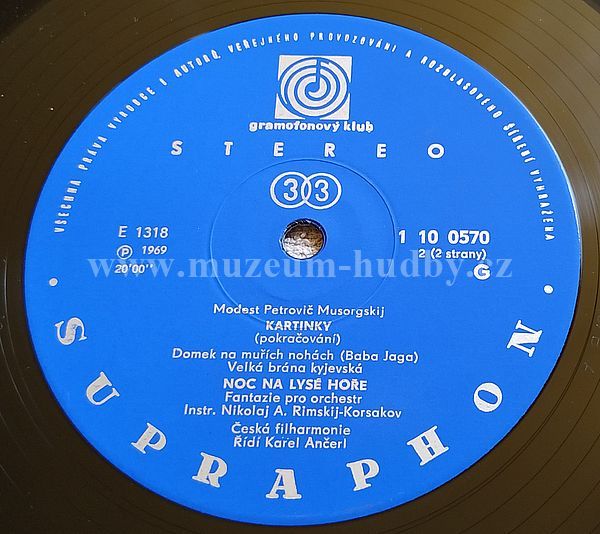 VŠECHNA PRÁVA VÝROBCE I AUTORŮ VEŘEJNÉHO PROVOZOVÁNÍ A ROZHLASOVÉHO ŠÍŘENÍ VYHRAŽENA
gramofonový klub
STEREO
33
E 1318
℗ 1969
20'00''
1 10 0570
2 (2 strany)
G
www.muzeum-hudby.cz
Modest Petrovič Musorgskij
KARTINKY
(pokračování)
Domek na muřích nohách (Baba Jaga)
Velká brána kyjevská
NOC NA LYSÉ HOŘE
Fantazie pro orchestr
Instr. Nikolaj A. Rimskij-Korsakov
Česká filharmonie
Řídí Karel Ančerl
• SUPRAPHON •